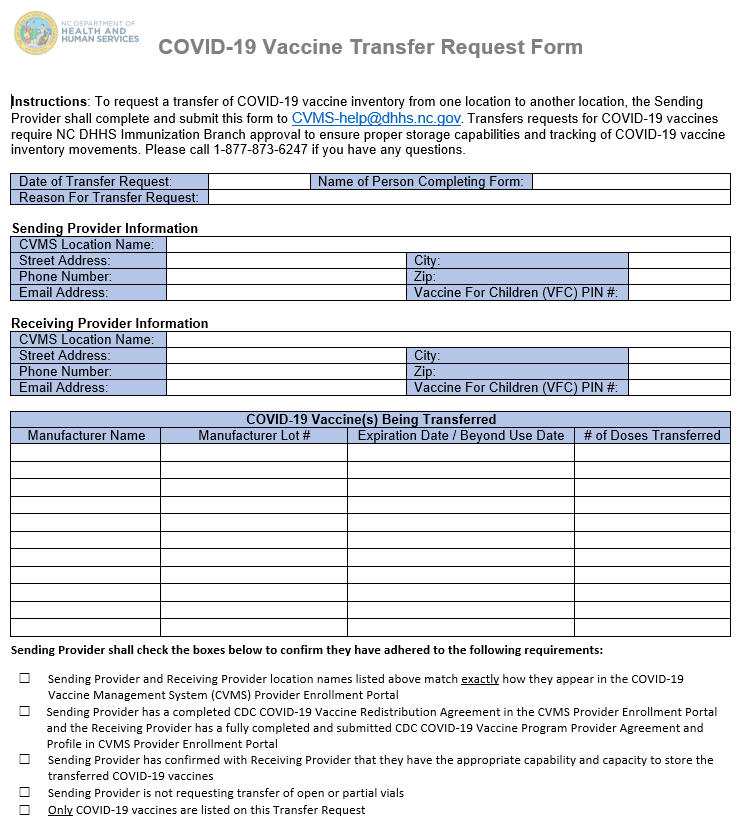 NC DEPARTMENT OF
HEALTH AND
HUMAN SERVICES
COVID-19 Vaccine Transfer Request Form
Instructions: To request a transfer of COVID-19 vaccine inventory from one location to another location, the Sending
Provider shall complete and submit this form to CVMS-help@dhhs.nc.gov. Transfers requests for COVID-19 vaccines
require NC DHHS Immunization Branch approval to ensure proper storage capabilities and tracking of COVID-19 vaccine
inventory movements. Please call 1-877-873-6247 if you have any questions.
Date of Transfer Request: Name of Person Completing Form:
Reason For Transfer Request:
Sending Provider Information
CVMS Location Name:
Street Address: City:
Phone Number: Zip:
Email Address: Vaccine For Children (VFC) PIN #:
Receiving Provider Information
CVMS Location Name:
Street Address: City:
Phone Number: Zip:
Email Address: Vaccine For Children (VFC) PIN #:
COVID-19 Vaccine(s) Being Transferred
Manufacturer Name Manufacturer Lot # Expiration Date / Beyond Use Date # of Doses Transferred
Sending Provider shall check the boxes below to confirm they have adhered to the following requirements:
☐ Sending Provider and Receiving Provider location names listed above match exactly how they appear in the COVID-19
Vaccine Management System (CVMS) Provider Enrollment Portal
☐ Sending Provider has a completed CDC COVID-19 Vaccine Redistribution Agreement in the CVMS Provider Enrollment Portal
and the Receiving Provider has a fully completed and submitted CDC COVID-19 Vaccine Program Provider Agreement and
Profile in CVMS Provider Enrollment Portal
☐ Sending Provider has confirmed with Receiving Provider that they have the appropriate capability and capacity to store the
transferred COVID-19 vaccines
☐ Sending Provider is not requesting transfer of open or partial vials
☐ Only COVID-19 vaccines are listed on this Transfer Request